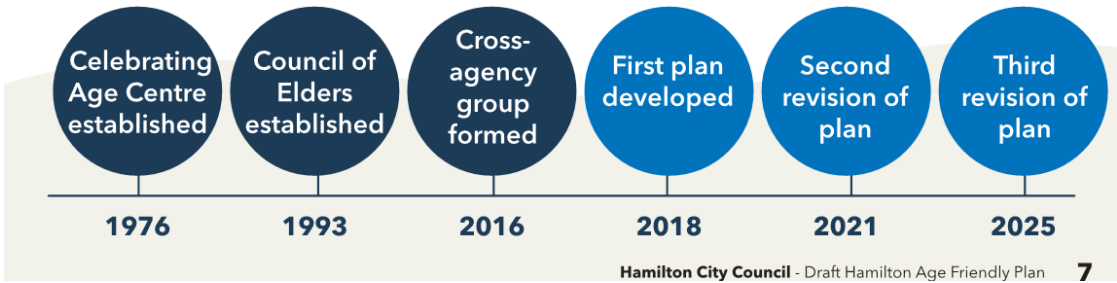 Celebrating
Age Centre
established
Council of
Elders
established
Cross-
agency
group
formed
First plan
developed
Second
revision of
plan
Third
revision of
plan
1976
1993
2016
2018
2021
2025
Hamilton City Council - Draft Hamilton Age Friendly Plan 7